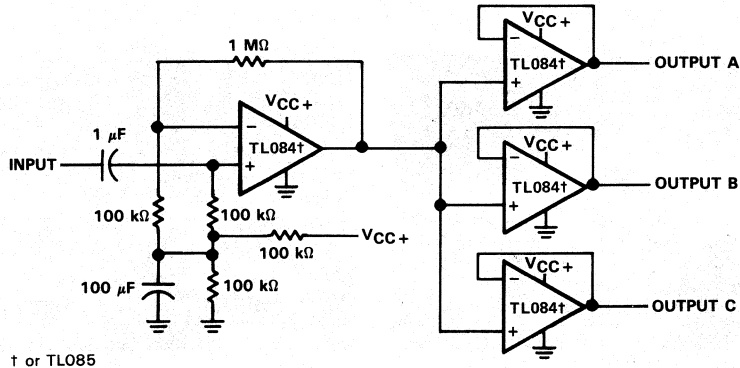 1 MΩ
VCC+
1 µF
−
TL084†
INPUT
+
100 kΩ
100 kΩ
100 kΩ
VCC+
100 µF
100 kΩ
VCC+
−
TL084†
+
OUTPUT A
VCC+
−
TL084†
+
OUTPUT B
VCC+
−
TL084†
+
OUTPUT C
† or TL085